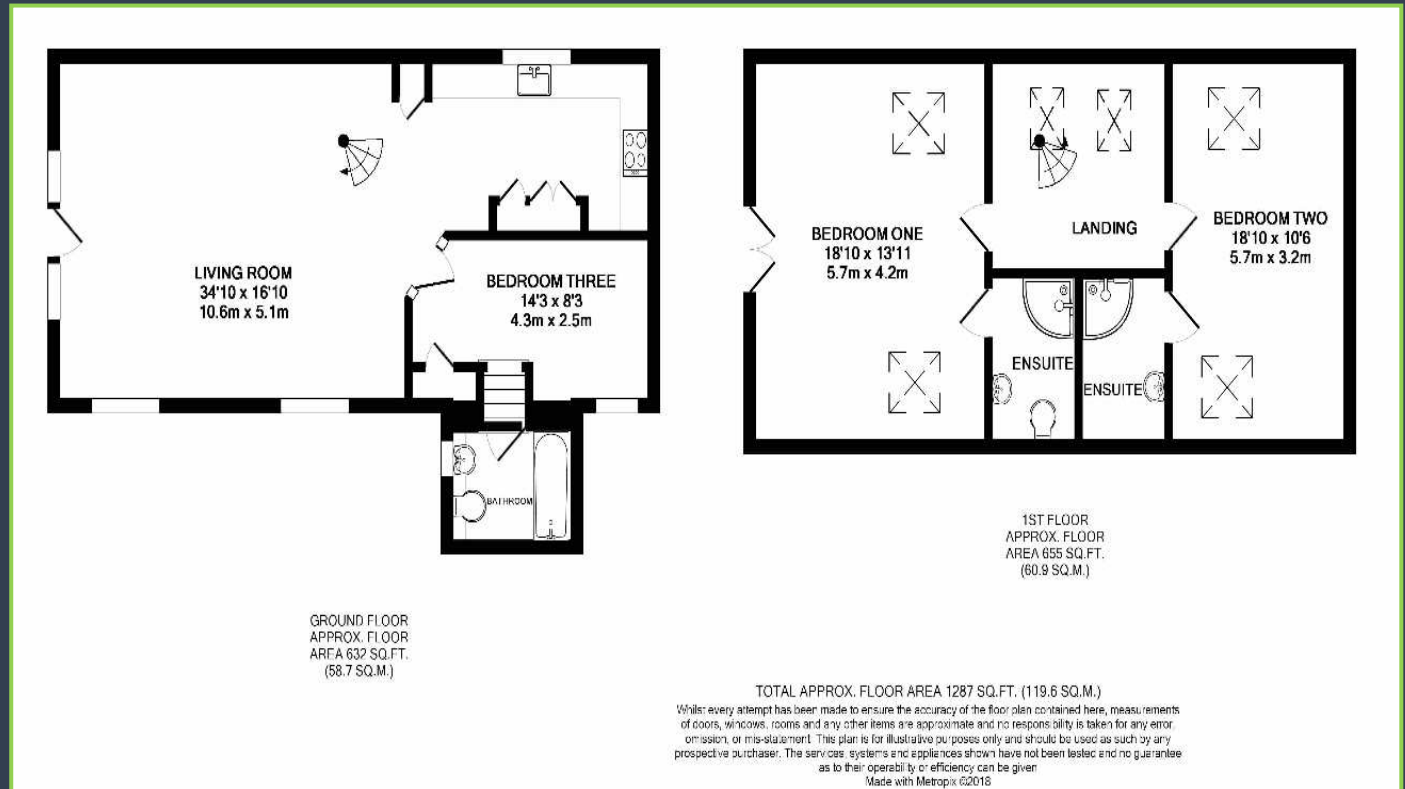 LIVING ROOM
34'10 x 16'10
10.6m x 5.1m
BEDROOM THREE
14'3 x 8'3
4.3m x 2.5m
BATHROOM
GROUND FLOOR
APPROX. FLOOR
AREA 632 SQ.FT.
(58.7 SQ.M.)
BEDROOM ONE
18'10 x 13'11
5.7m x 4.2m
LANDING
BEDROOM TWO
18'10 x 10'6
5.7m x 3.2m
ENSUITE
ENSUITE
1ST FLOOR
APPROX. FLOOR
AREA 655 SQ.FT.
(60.9 SQ.M.)
TOTAL APPROX. FLOOR AREA 1287 SQ.FT. (119.6 SQ.M.)
Whilst every attempt has been made to ensure the accuracy of the floor plan contained here, measurements
of doors, windows, rooms and any other items are approximate and no responsibility is taken for any error,
omission, or mis-statement. This plan is for illustrative purposes only and should be used as such by any
prospective purchaser. The services, systems and appliances shown have not been tested and no guarantee
as to their operability or efficiency can be given
Made with Metropix ©2018